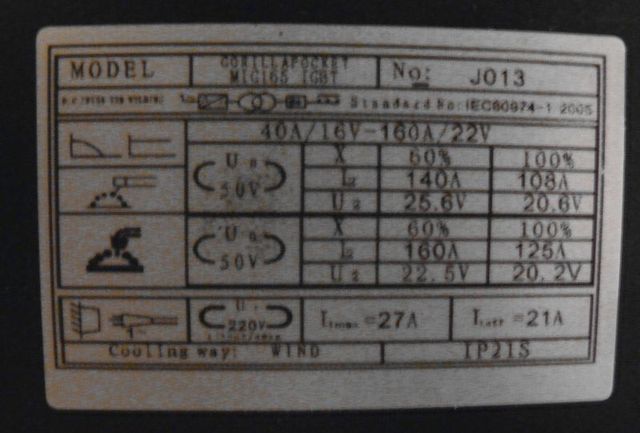 MODEL GORILLAPOCKET MIG165 IGBT No: J013
Standard No: IEC60974-1 2005
40A/16V-160A/22V
U₀ 50V X 60% 100%
I₂ 140A 108A
U₂ 25.6V 20.6V
U₀ 50V X 60% 100%
I₂ 160A 125A
U₂ 22.5V 20.2V
U₁ 220V I₁max=27A I₁eff=21A
Cooling way: WIND IP21S